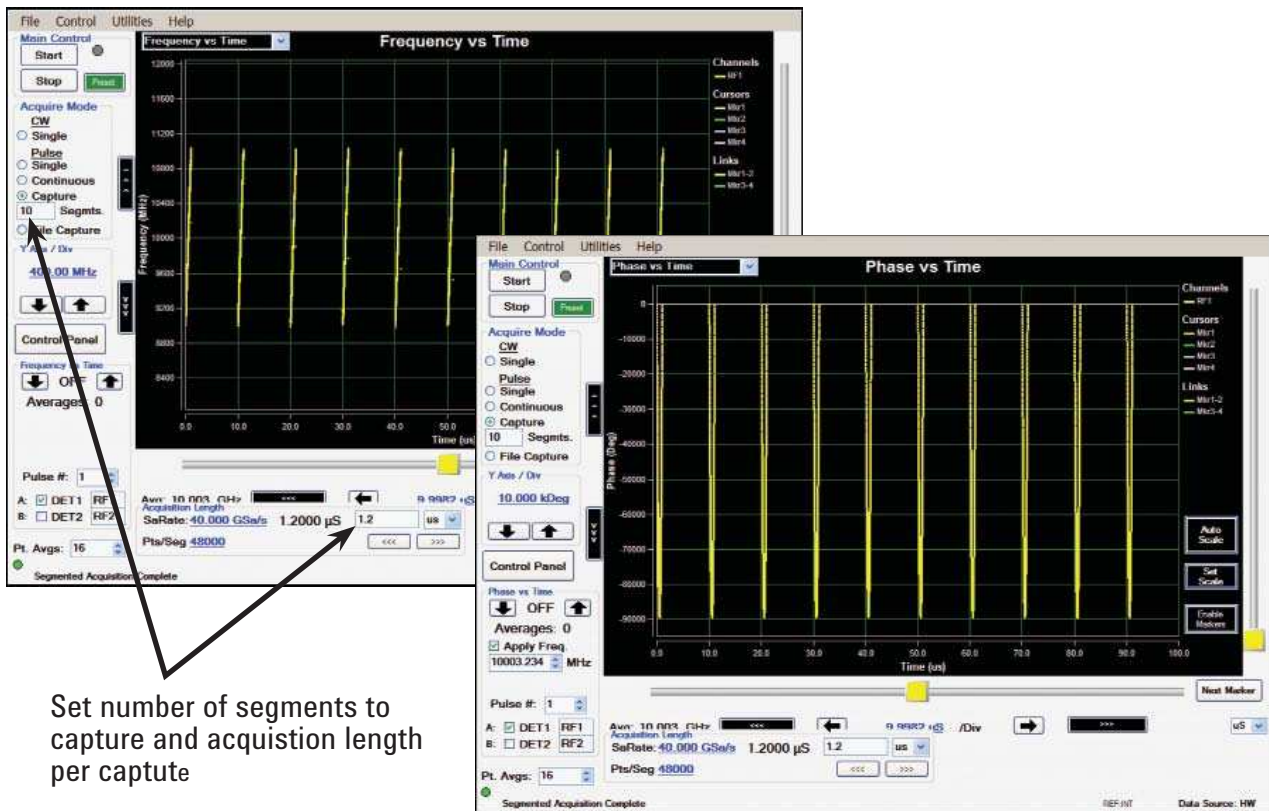 File Control Utilities Help
Main Control
Start
Stop Preset
Acquire Mode
CW
Single
Pulse
Single
Continuous
Capture
10 Segmts.
File Capture
Y Axis / Div
400.00 MHz
Control Panel
Frequency vs Time
OFF
Averages: 0
Pulse #: 1
A: DET1 RF1
B: DET2 RF2
Pt. Avgs: 16
Segmented Acquisition Complete
Frequency vs Time
Frequency vs Time
Channels
RF1
Cursors
Mkr1
Mkr2
Mkr3
Mkr4
Links
Mkr1-2
Mkr3-4
Frequency (MHz)
12000
11600
11200
10800
10400
10000
9600
9200
8800
8400
0.0 10.0 20.0 30.0 40.0 50.0
Time (us)
Avg: 10.003 GHz <<< 9.9982 uS
Acquisition Length
SaRate: 40.000 GSa/s 1.2000 µS 1.2 us
Pts/Seg 48000 <<< >>>
File Control Utilities Help
Main Control
Start
Stop Preset
Acquire Mode
CW
Single
Pulse
Single
Continuous
Capture
10 Segmts.
File Capture
Y Axis / Div
10.000 kDeg
Control Panel
Phase vs Time
OFF
Averages: 0
Apply Freq.
10003.234 MHz
Pulse #: 1
A: DET1 RF1
B: DET2 RF2
Pt. Avgs: 16
Segmented Acquisition Complete
Phase vs Time
Phase vs Time
Channels
RF1
Cursors
Mkr1
Mkr2
Mkr3
Mkr4
Links
Mkr1-2
Mkr3-4
Phase (Deg)
0
-10000
-20000
-30000
-40000
-50000
-60000
-70000
-80000
-90000
0.0 10.0 20.0 30.0 40.0 50.0 60.0 70.0 80.0 90.0 100.0
Time (us)
Auto Scale
Set Scale
Enable Markers
Next Marker
Avg: 10.003 GHz <<< 9.9982 uS /Div >>> uS
Acquisition Length
SaRate: 40.000 GSa/s 1.2000 µS 1.2 us
Pts/Seg 48000 <<< >>>
REF:INT Data Source: HW
Set number of segments to
capture and acquistion length
per captute